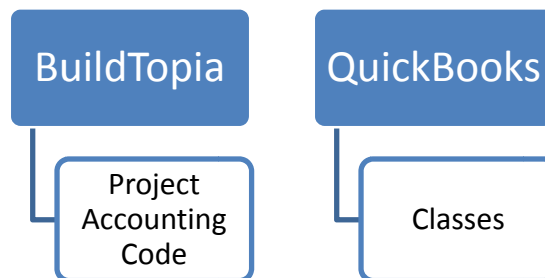 BuildTopia
QuickBooks
Project
Accounting
Code
Classes